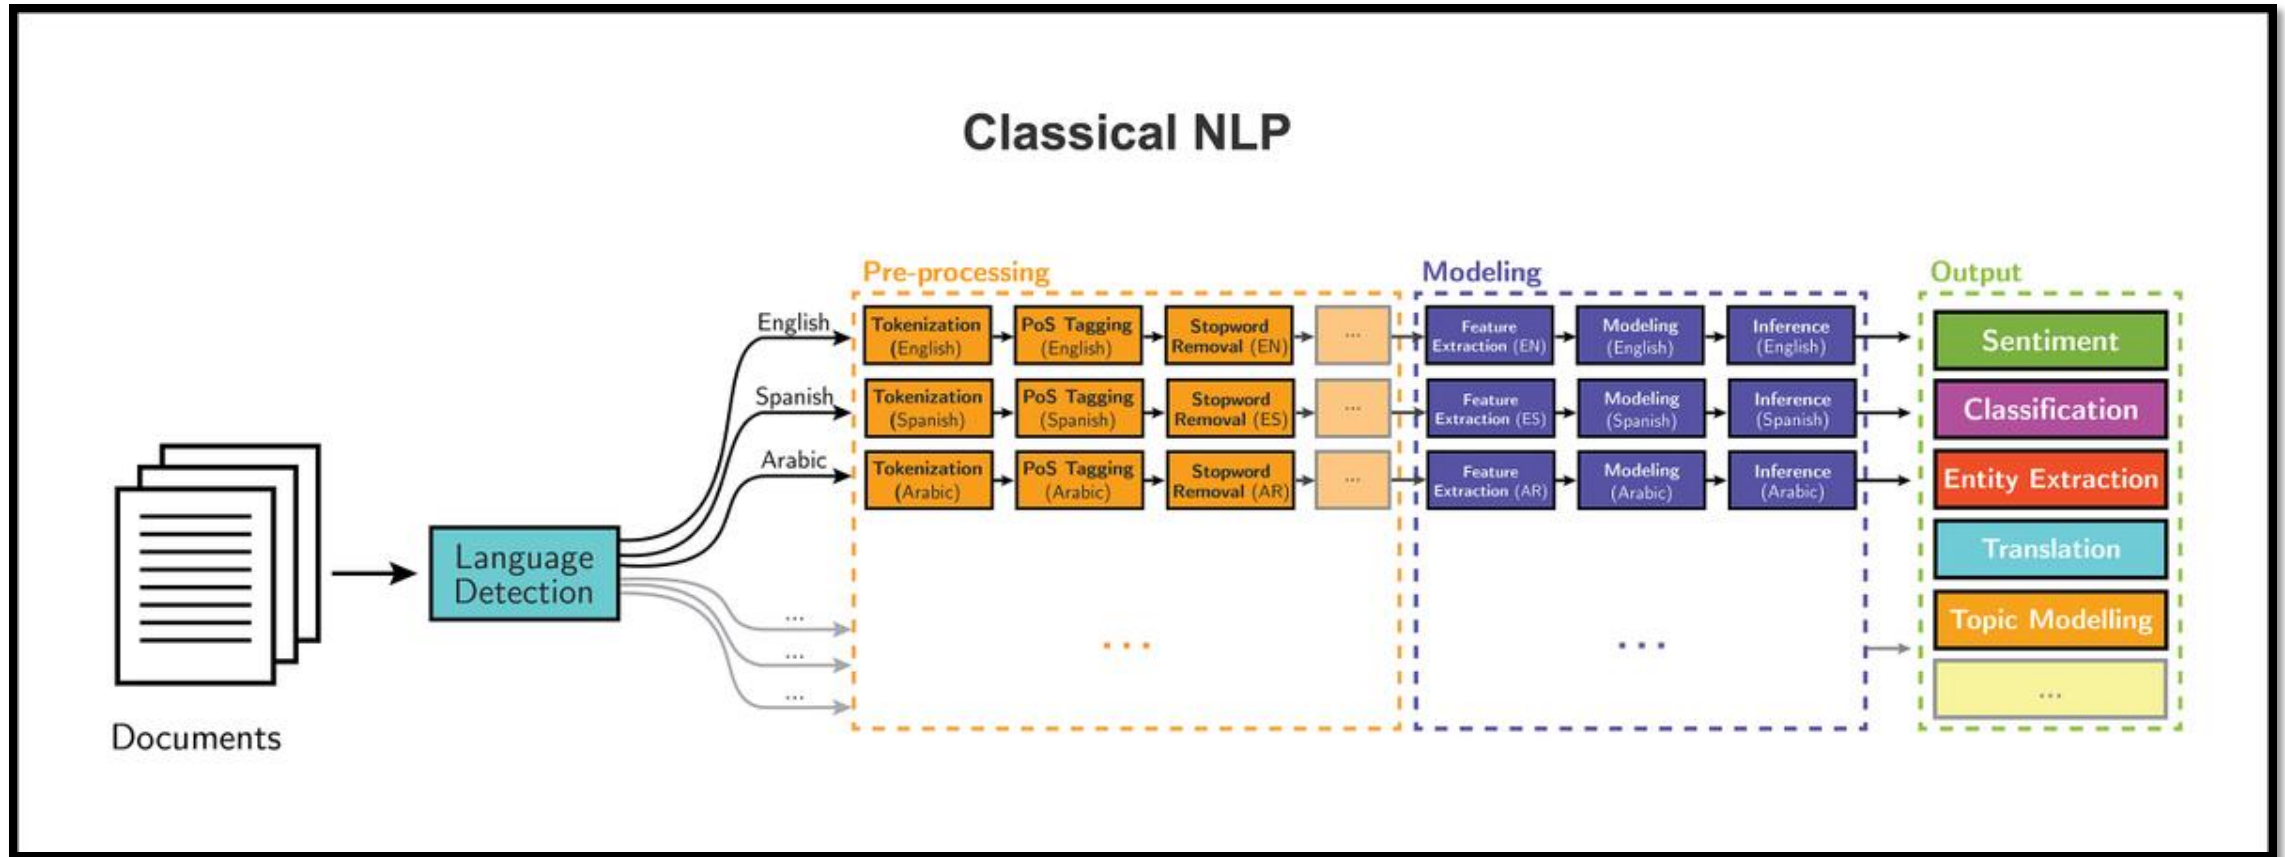 Classical NLP
Pre-processing
Modeling
Output
English
Tokenization
(English)
PoS Tagging
(English)
Stopword
Removal (EN)
...
Feature
Extraction (EN)
Modeling
(English)
Inference
(English)
Sentiment
Spanish
Tokenization
(Spanish)
PoS Tagging
(Spanish)
Stopword
Removal (ES)
...
Feature
Extraction (ES)
Modeling
(Spanish)
Inference
(Spanish)
Classification
Arabic
Tokenization
(Arabic)
PoS Tagging
(Arabic)
Stopword
Removal (AR)
...
Feature
Extraction (AR)
Modeling
(Arabic)
Inference
(Arabic)
Entity Extraction
Language
Detection
Translation
...
...
...
...
...
Topic Modelling
...
Documents